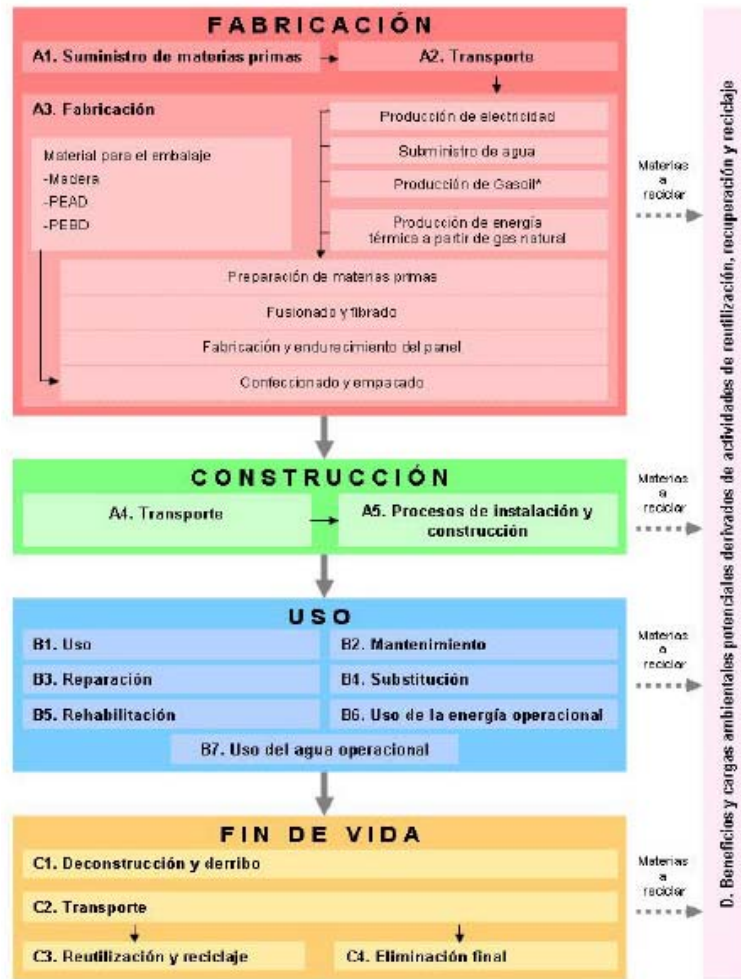 FABRICACIÓN
A1. Suministro de materias primas
A2. Transporte
A3. Fabricación
Producción de electricidad
Material para el embalaje
-Madera
-PEAD
-PEBD
Subministro de agua
Producción de Gasoil*
Producción de energía
térmica a partir de gas natural
Preparación de materias primas
Fusionado y fibrado
Fabricación y endurecimiento del panel
Confeccionado y empacado
Materias
a
reciclar
CONSTRUCCIÓN
A4. Transporte
A5. Procesos de instalación y
construcción
Materias
a
reciclar
USO
B1. Uso
B2. Mantenimiento
B3. Reparación
B4. Substitución
B5. Rehabilitación
B6. Uso de la energía operacional
B7. Uso del agua operacional
Materias
a
reciclar
FIN DE VIDA
C1. Deconstrucción y derribo
C2. Transporte
C3. Reutilización y reciclaje
C4. Eliminación final
Materias
a
reciclar
D. Beneficios y cargas ambientales potenciales derivados de actividades de reutilización, recuperación y reciclaje